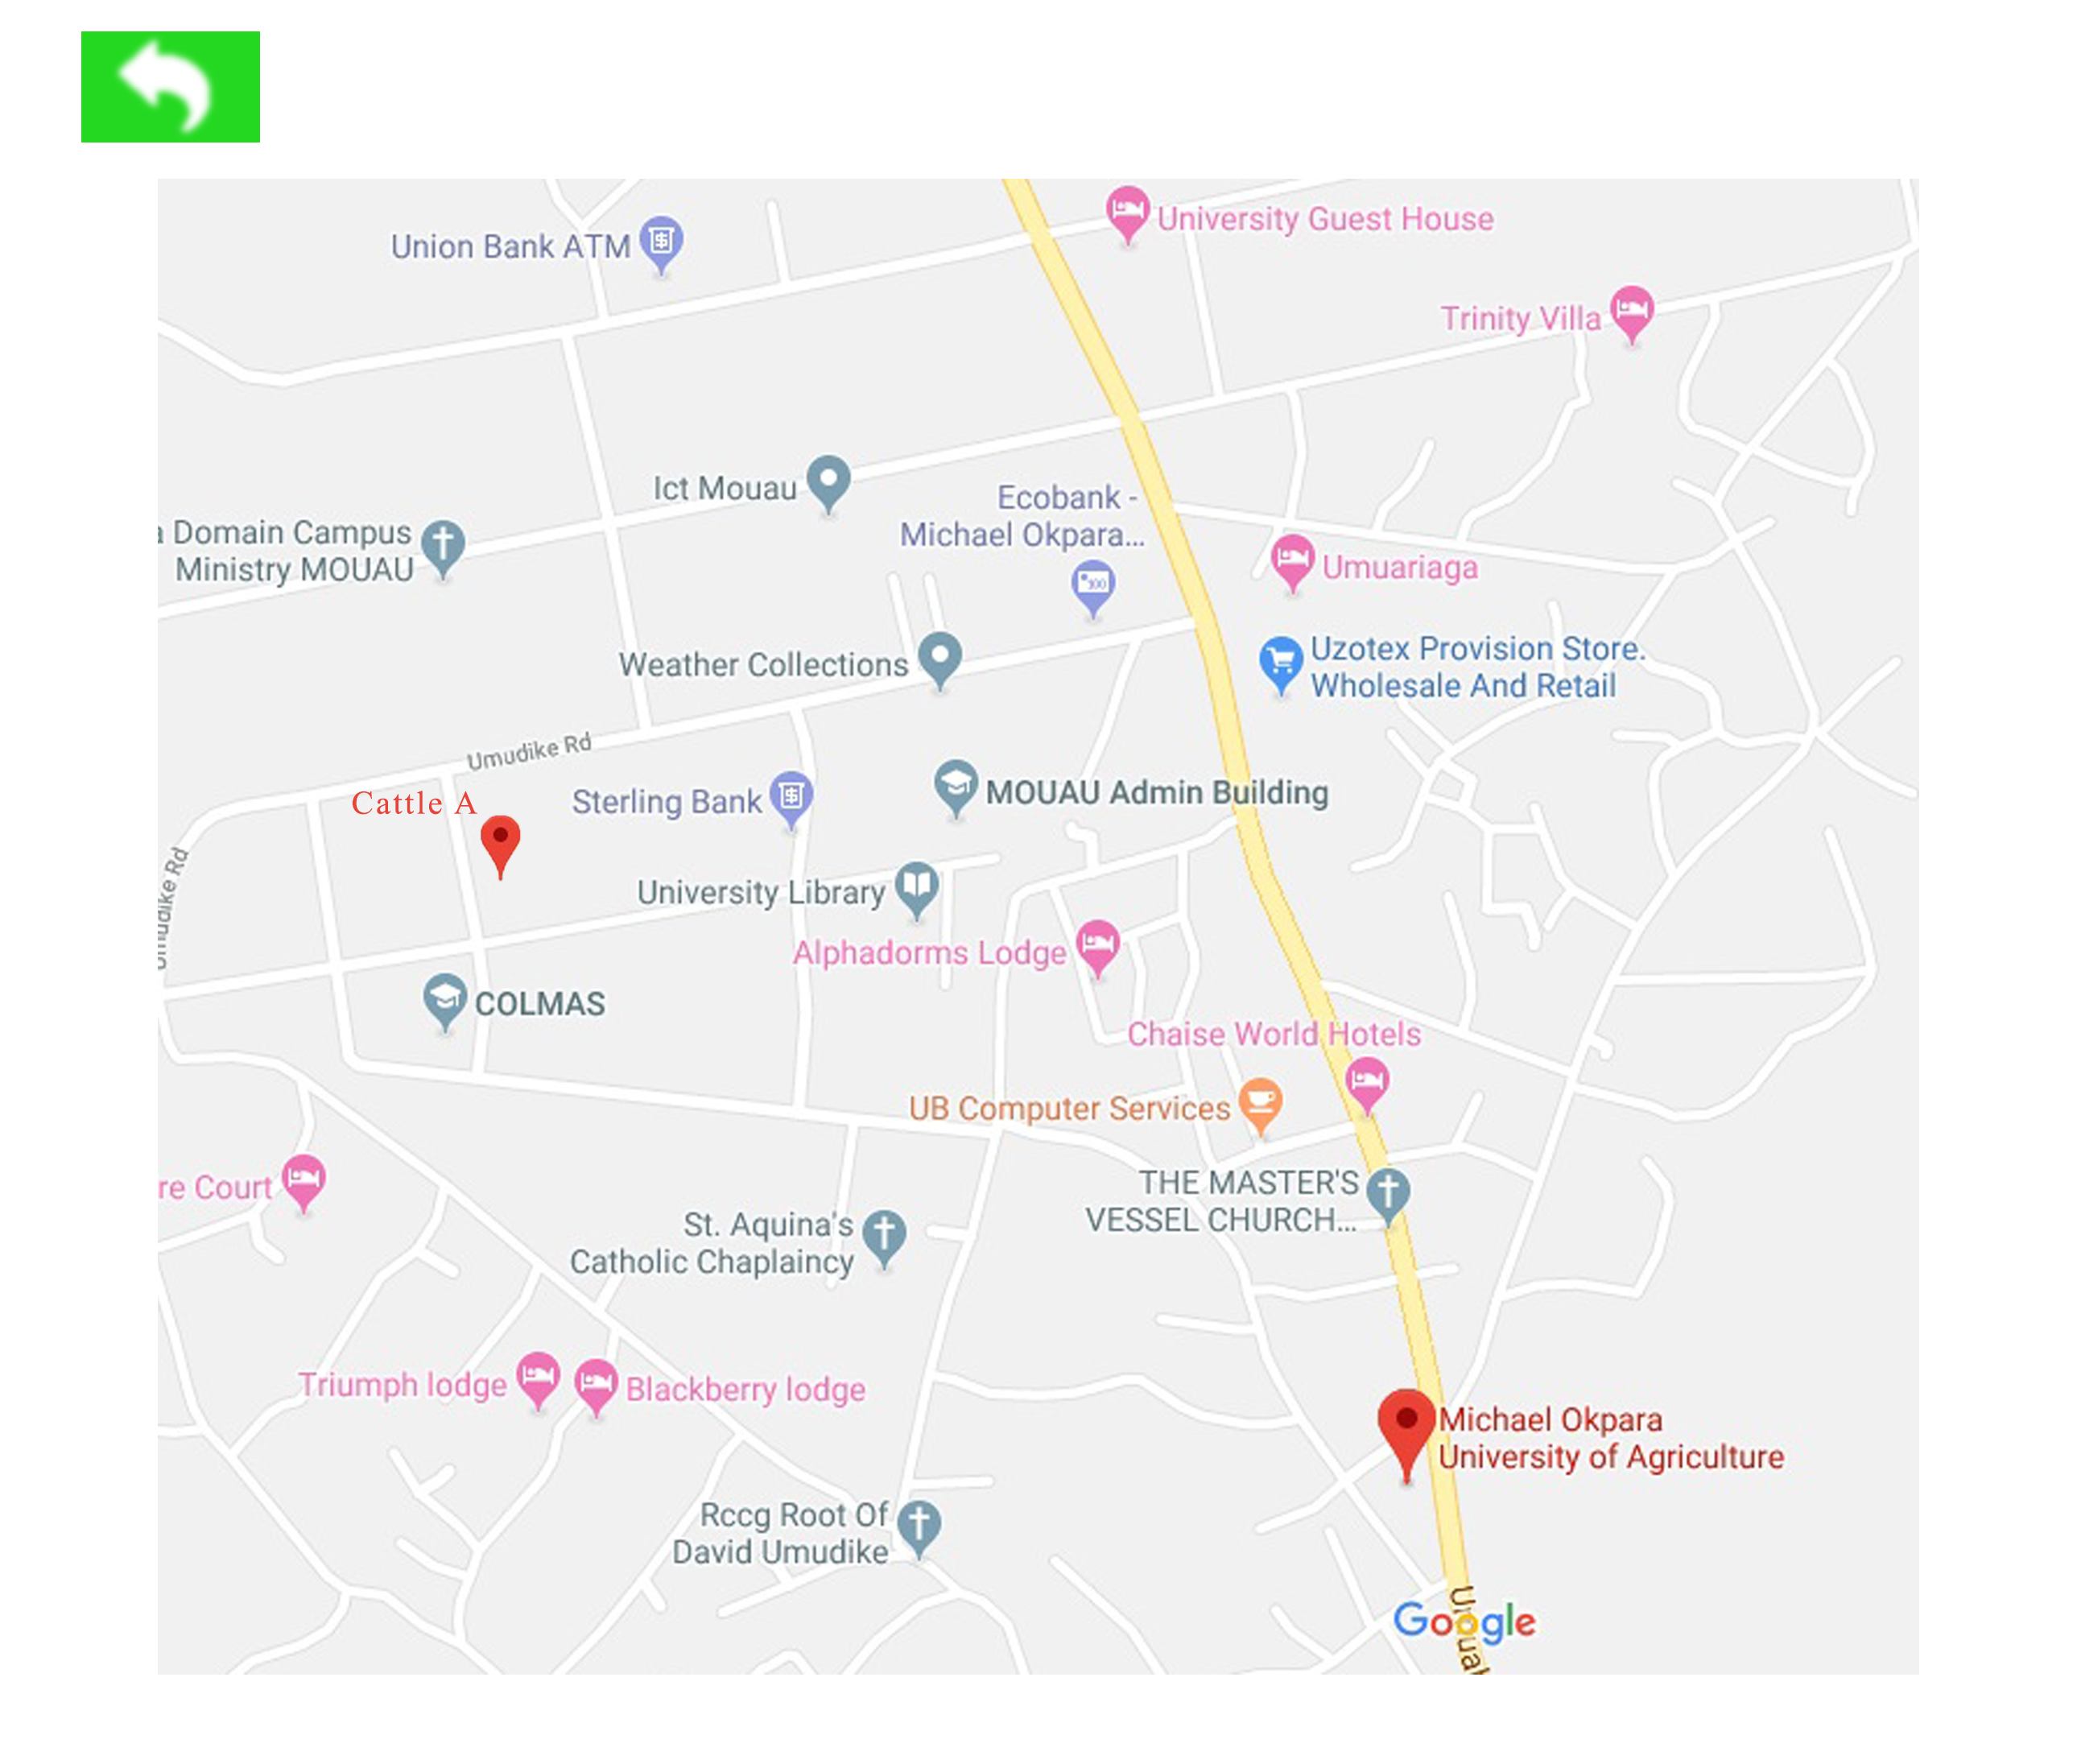 University Guest House
Union Bank ATM
Trinity Villa
Ict Mouau
Ecobank -
Michael Okpara...
a Domain Campus
Ministry MOUAU
Umuariaga
Weather Collections
Uzotex Provision Store.
Wholesale And Retail
Umudike Rd
Cattle A
Sterling Bank
MOUAU Admin Building
Umudike Rd
University Library
Alphadorms Lodge
COLMAS
Chaise World Hotels
UB Computer Services
re Court
THE MASTER'S
VESSEL CHURCH...
St. Aquina's
Catholic Chaplaincy
Triumph lodge
Blackberry lodge
Michael Okpara
University of Agriculture
Rccg Root Of
David Umudike
Google